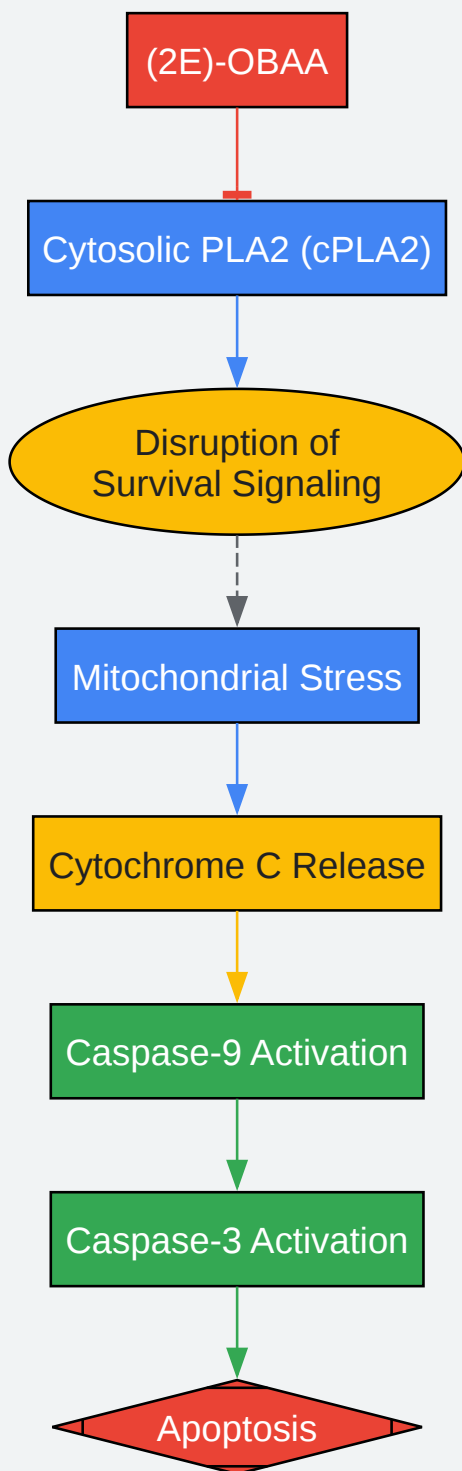 (2E)-OBAA
Cytosolic PLA2 (cPLA2)
Disruption of
Survival Signaling
Mitochondrial Stress
Cytochrome C Release
Caspase-9 Activation
Caspase-3 Activation
Apoptosis